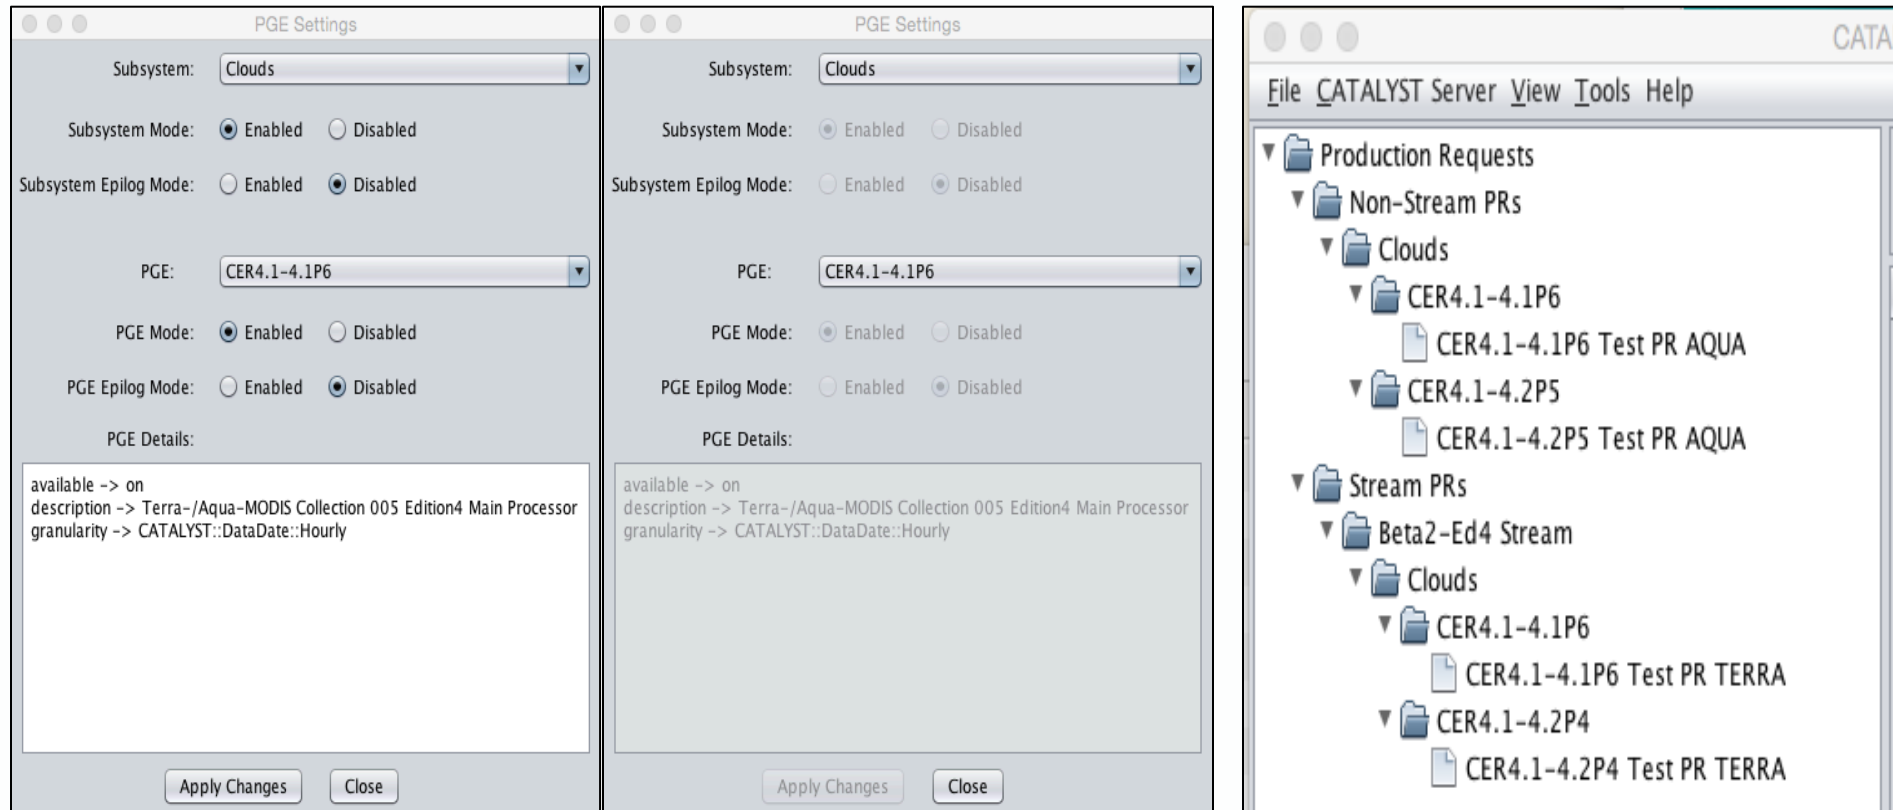 PGE Settings
Subsystem: Clouds
Subsystem Mode: Enabled Disabled
Subsystem Epilog Mode: Enabled Disabled
PGE: CER4.1-4.1P6
PGE Mode: Enabled Disabled
PGE Epilog Mode: Enabled Disabled
PGE Details:
available -> on
description -> Terra-/Aqua-MODIS Collection 005 Edition4 Main Processor
granularity -> CATALYST::DataDate::Hourly
Apply Changes Close
PGE Settings
Subsystem: Clouds
Subsystem Mode: Enabled Disabled
Subsystem Epilog Mode: Enabled Disabled
PGE: CER4.1-4.1P6
PGE Mode: Enabled Disabled
PGE Epilog Mode: Enabled Disabled
PGE Details:
available -> on
description -> Terra-/Aqua-MODIS Collection 005 Edition4 Main Processor
granularity -> CATALYST::DataDate::Hourly
Apply Changes Close
CATA
File CATALYST Server View Tools Help
Production Requests
Non-Stream PRs
Clouds
CER4.1-4.1P6
CER4.1-4.1P6 Test PR AQUA
CER4.1-4.2P5
CER4.1-4.2P5 Test PR AQUA
Stream PRs
Beta2-Ed4 Stream
Clouds
CER4.1-4.1P6
CER4.1-4.1P6 Test PR TERRA
CER4.1-4.2P4
CER4.1-4.2P4 Test PR TERRA